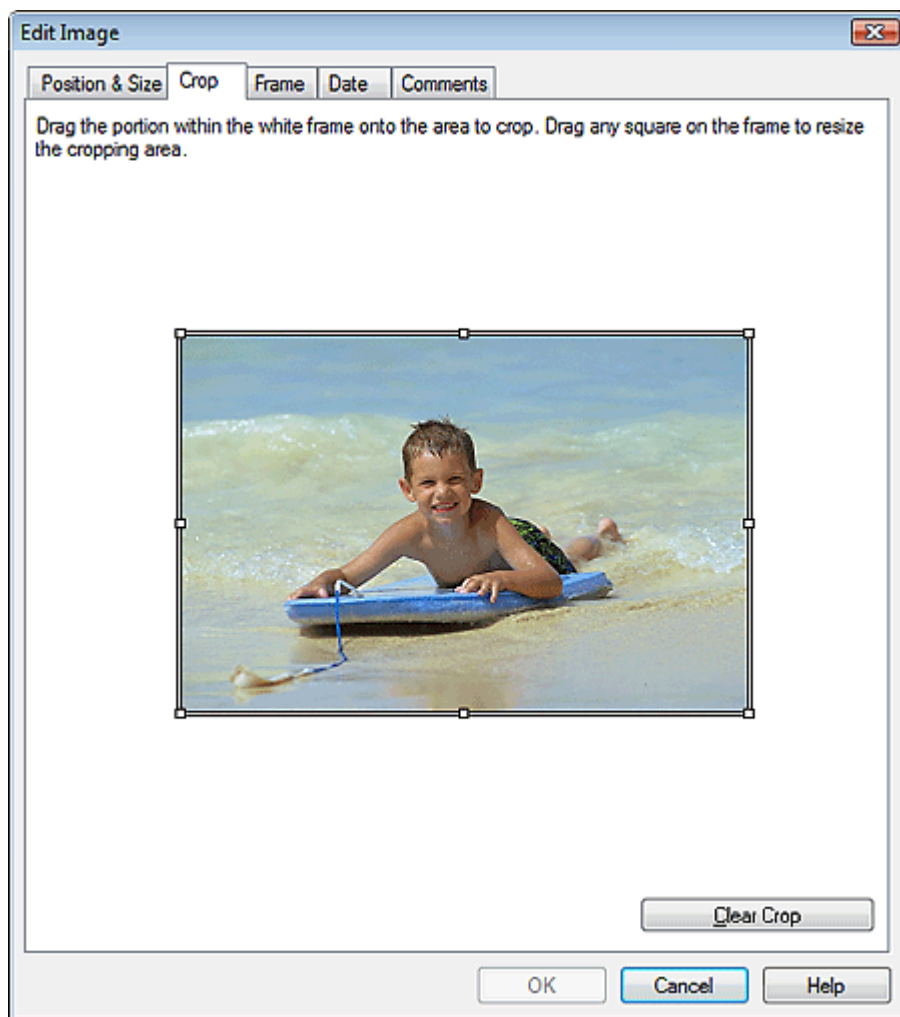 Edit Image
Position & Size Crop Frame Date Comments
Drag the portion within the white frame onto the area to crop. Drag any square on the frame to resize
the cropping area.
Clear Crop
OK Cancel Help